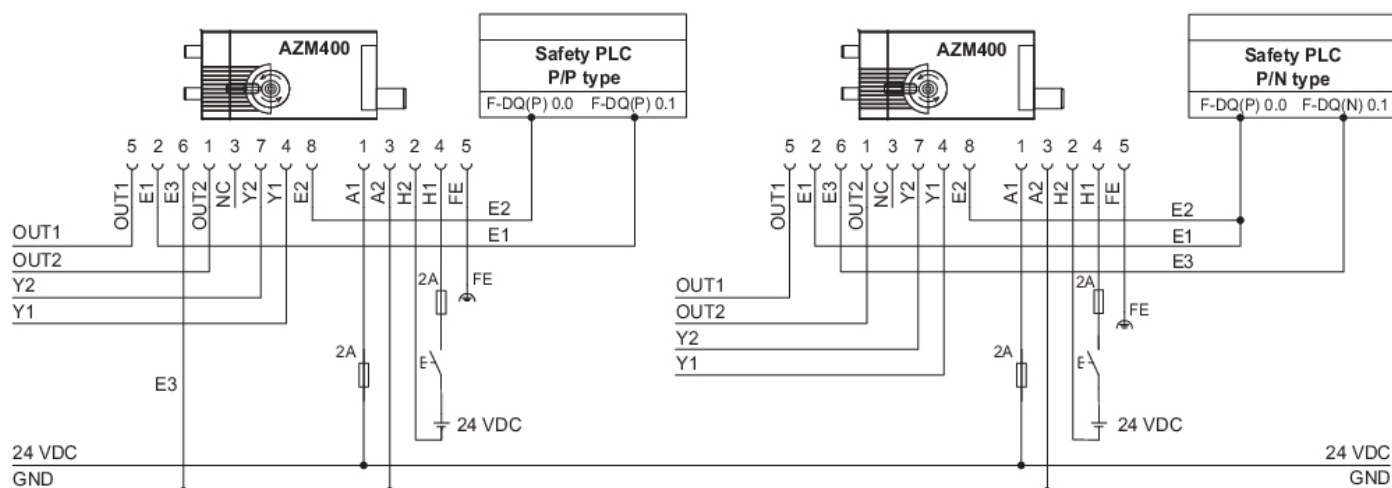 AZM400
Safety PLC
P/P type
F-DQ(P) 0.0 F-DQ(P) 0.1
5 2 6 1 3 7 4 8 1 3 2 4 5
OUT1 E1 E3 OUT2 NC Y2 Y1 E2 A1 A2 H2 H1 FE
E2
E1
OUT1
OUT2
Y2
Y1
2A
FE
2A
E3
E
24 VDC
AZM400
Safety PLC
P/N type
F-DQ(P) 0.0 F-DQ(N) 0.1
5 2 6 1 3 7 4 8 1 3 2 4 5
OUT1 E1 E3 OUT2 NC Y2 Y1 E2 A1 A2 H2 H1 FE
E2
E1
E3
OUT1
OUT2
Y2
Y1
2A
FE
2A
E
24 VDC
24 VDC 24 VDC
GND GND